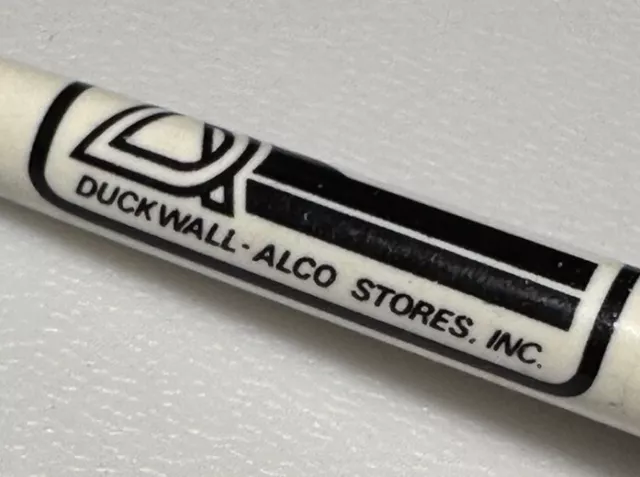 DUCKWALL-ALCO STORES, INC.